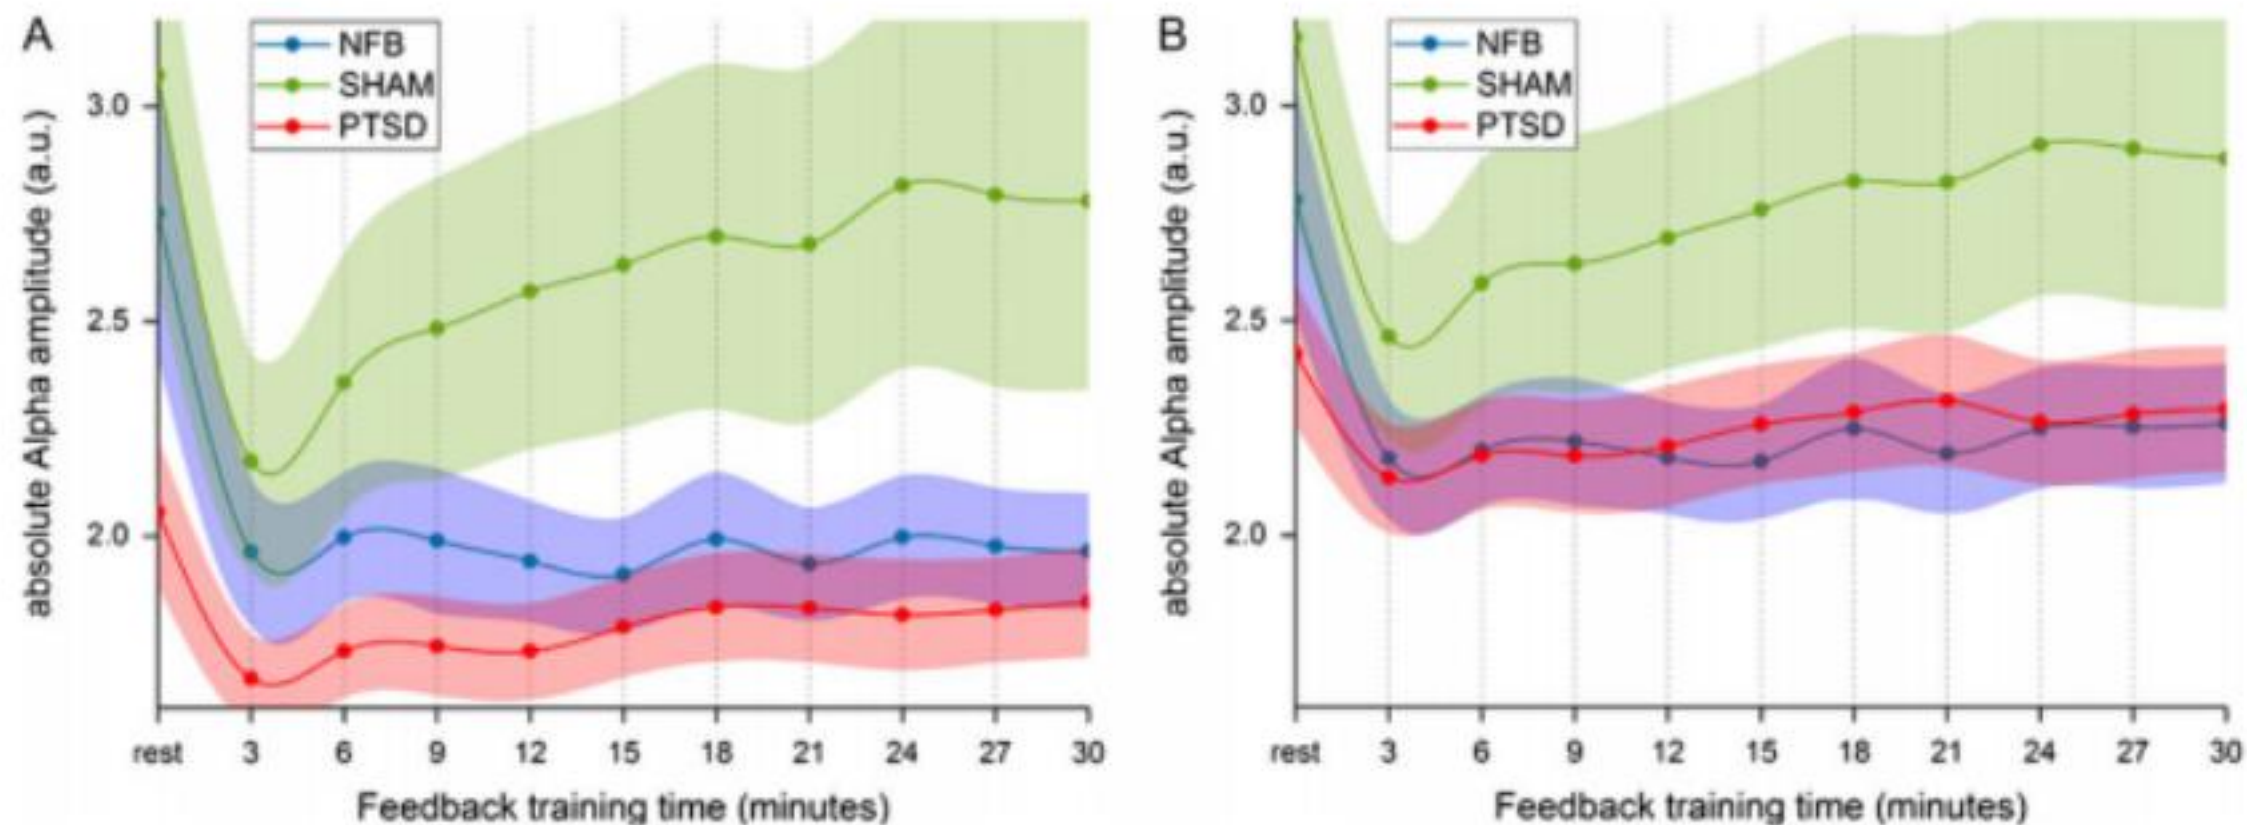 A
NFB
SHAM
PTSD
3.0
2.5
2.0
absolute Alpha amplitude (a.u.)
rest 3 6 9 12 15 18 21 24 27 30
Feedback training time (minutes)
B
NFB
SHAM
PTSD
3.0
2.5
2.0
absolute Alpha amplitude (a.u.)
rest 3 6 9 12 15 18 21 24 27 30
Feedback training time (minutes)